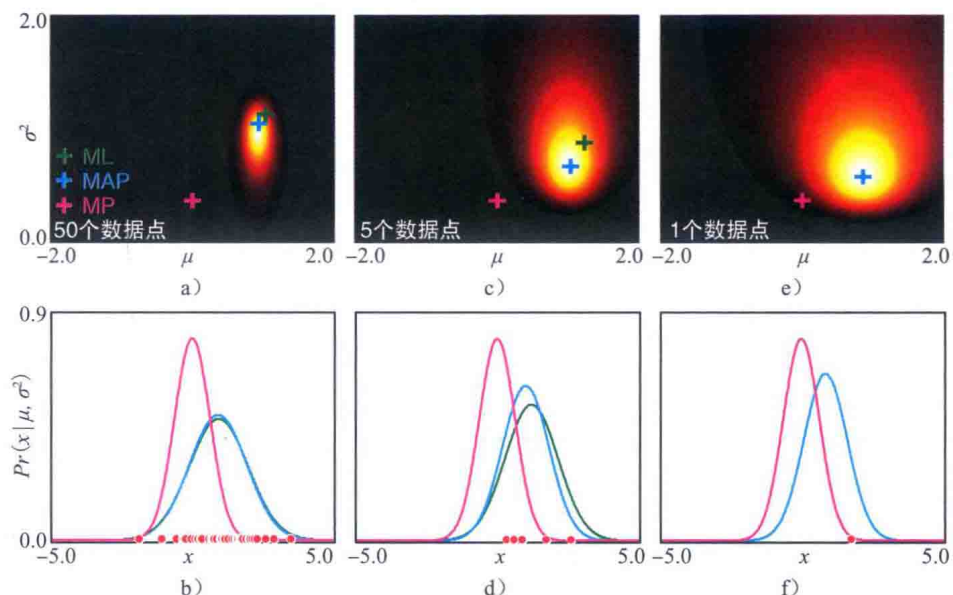 2.0
σ²
0.0
ML
MAP
MP
50个数据点
5个数据点
1个数据点
−2.0 μ 2.0
−2.0 μ 2.0
−2.0 μ 2.0
a）
c）
e）
0.9
Pr(x|μ, σ²)
0.0
−5.0 x 5.0
−5.0 x 5.0
−5.0 x 5.0
b）
d）
f）